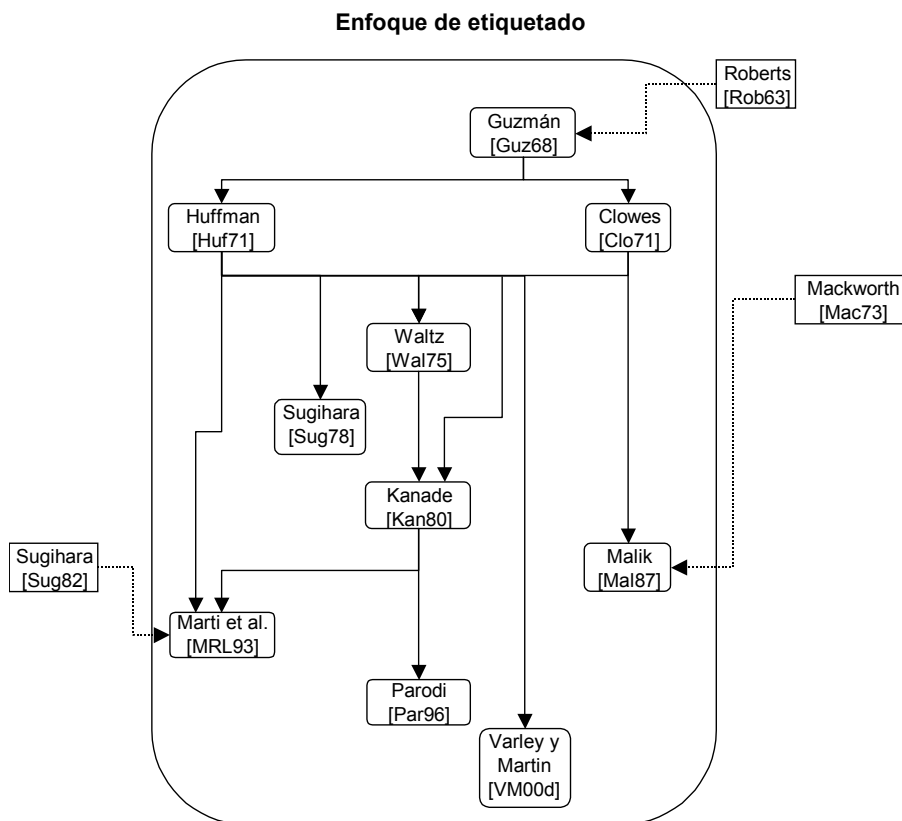 Enfoque de etiquetado
Roberts
[Rob63]
Guzmán
[Guz68]
Huffman
[Huf71]
Clowes
[Clo71]
Mackworth
[Mac73]
Waltz
[Wal75]
Sugihara
[Sug78]
Kanade
[Kan80]
Sugihara
[Sug82]
Malik
[Mal87]
Marti et al.
[MRL93]
Parodi
[Par96]
Varley y
Martin
[VM00d]